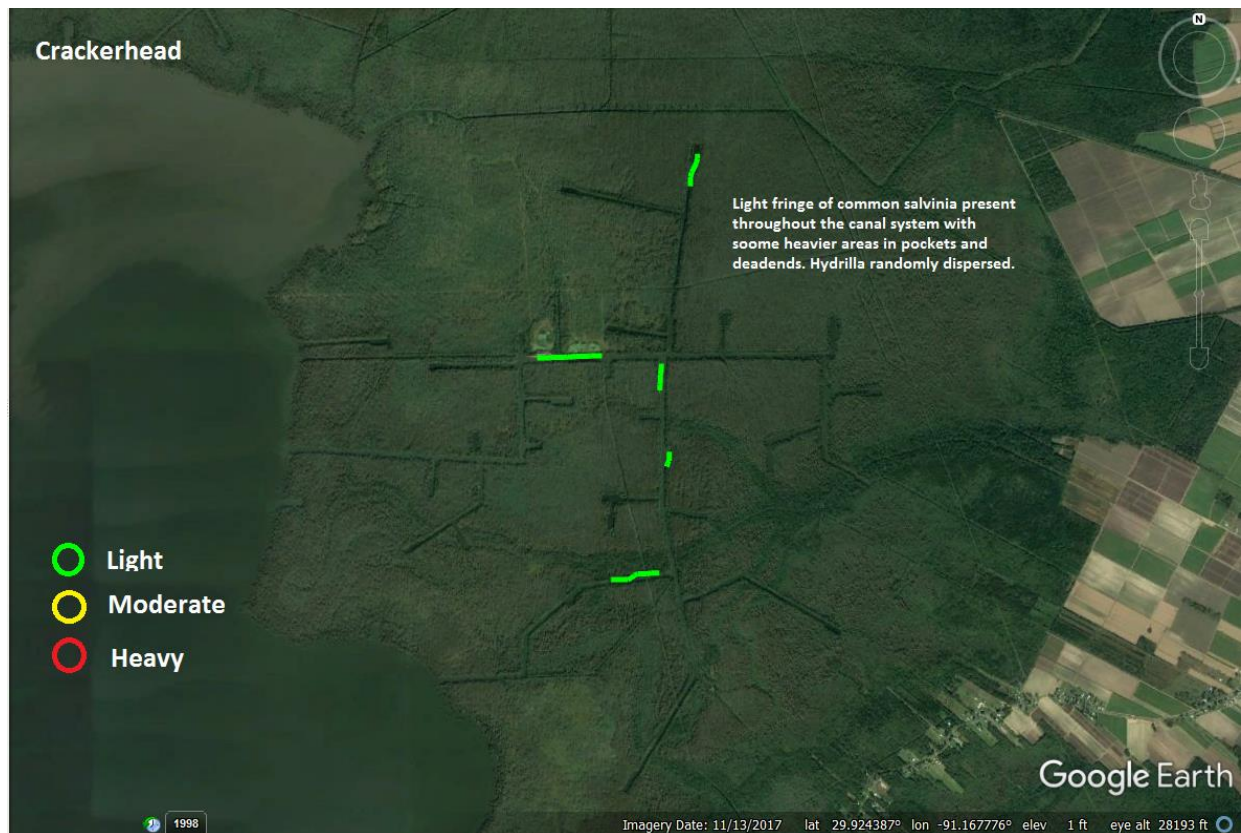 Crackerhead
N
Light fringe of common salvinia present
throughout the canal system with
soome heavier areas in pockets and
deadends. Hydrilla randomly dispersed.
Light
Moderate
Heavy
Google Earth
1998
Imagery Date: 11/13/2017 lat 29.924387° lon -91.167776° elev 1 ft eye alt 28193 ft